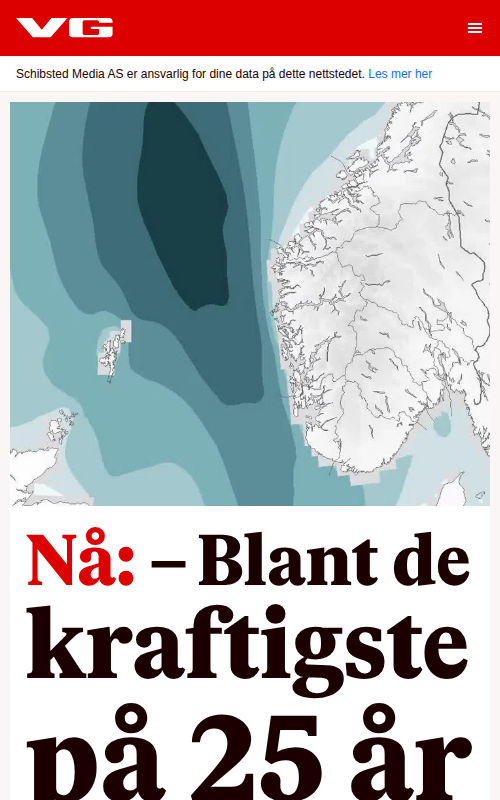 VG
Schibsted Media AS er ansvarlig for dine data på dette nettstedet. Les mer her
Nå: – Blant de
kraftigste
på 25 år